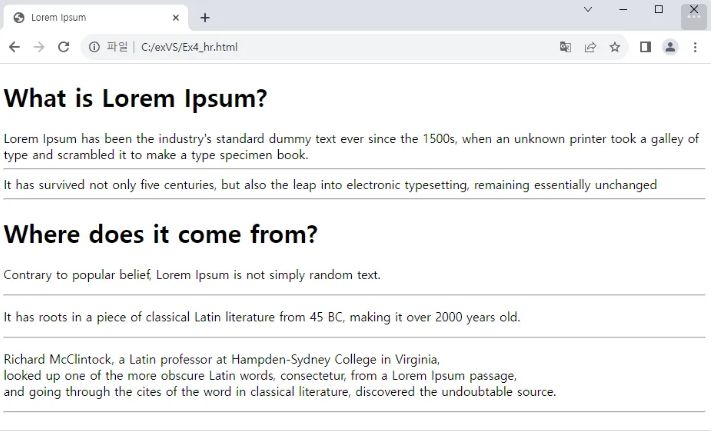 Lorem Ipsum
파일 C:/exVS/Ex4_hr.html
What is Lorem Ipsum?
Lorem Ipsum has been the industry's standard dummy text ever since the 1500s, when an unknown printer took a galley of
type and scrambled it to make a type specimen book.
It has survived not only five centuries, but also the leap into electronic typesetting, remaining essentially unchanged
Where does it come from?
Contrary to popular belief, Lorem Ipsum is not simply random text.
It has roots in a piece of classical Latin literature from 45 BC, making it over 2000 years old.
Richard McClintock, a Latin professor at Hampden-Sydney College in Virginia,
looked up one of the more obscure Latin words, consectetur, from a Lorem Ipsum passage,
and going through the cites of the word in classical literature, discovered the undoubtable source.